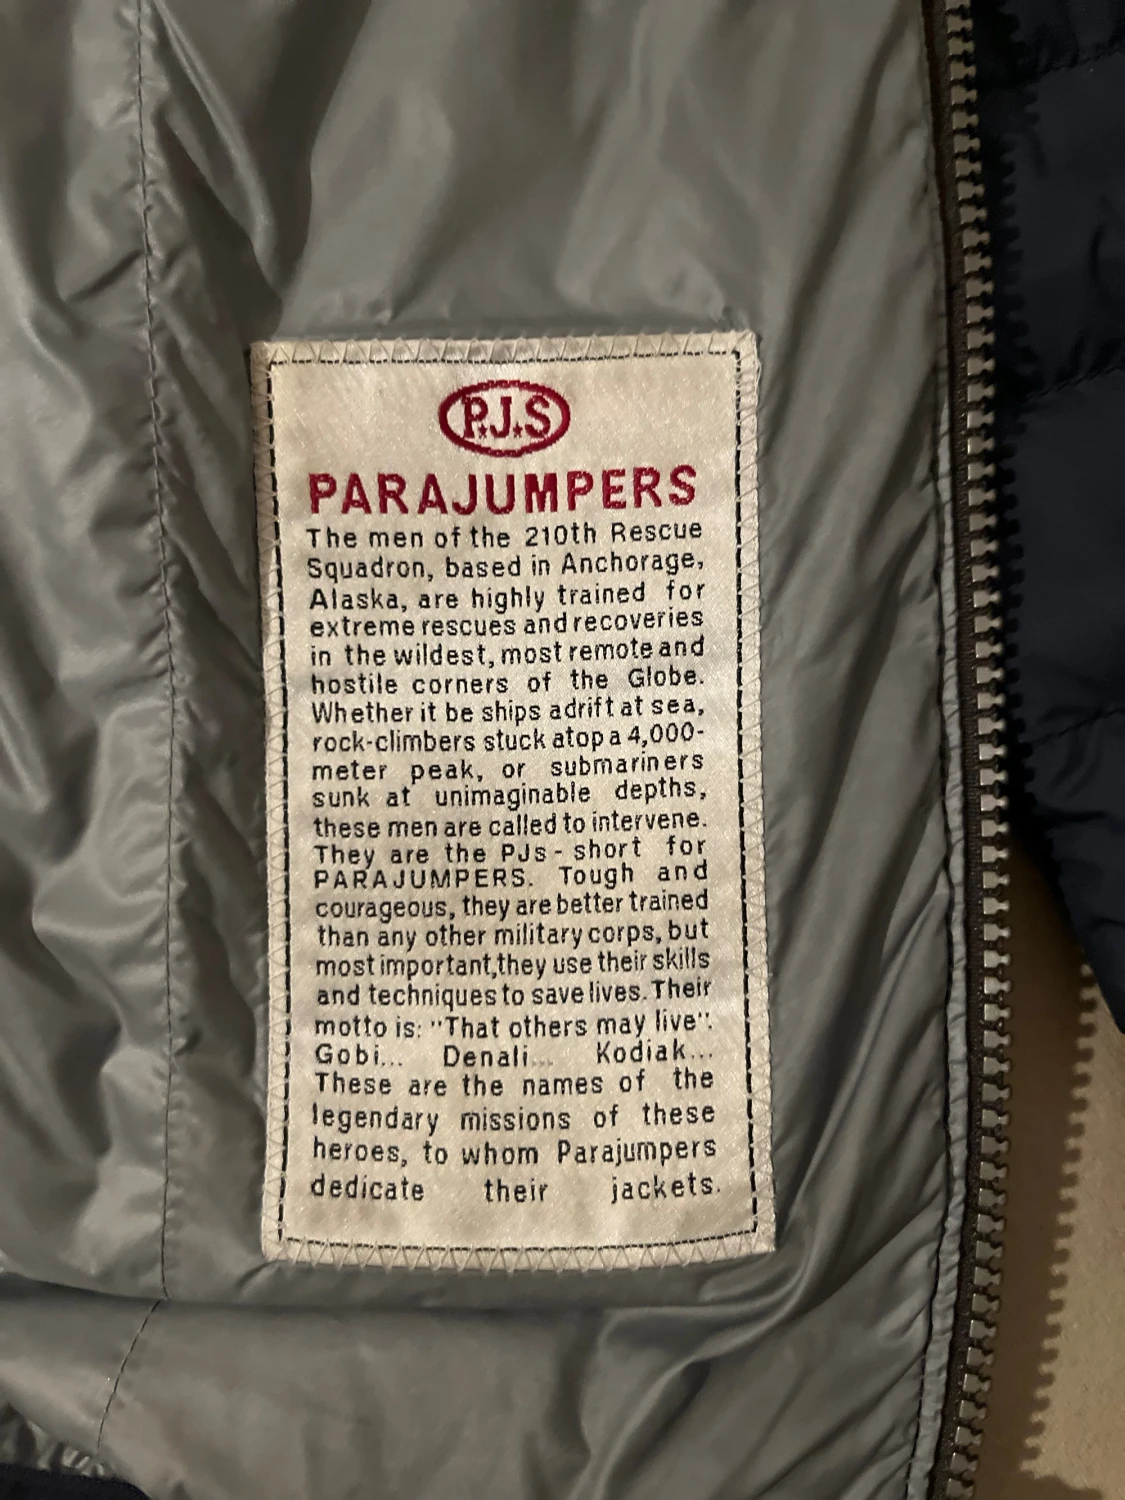 P.J.S
PARAJUMPERS
The men of the 210th Rescue
Squadron, based in Anchorage,
Alaska, are highly trained for
extreme rescues and recoveries
in the wildest, most remote and
hostile corners of the Globe.
Whether it be ships adrift at sea,
rock-climbers stuck atop a 4,000-
meter peak, or submariners
sunk at unimaginable depths,
these men are called to intervene.
They are the PJs - short for
PARAJUMPERS. Tough and
courageous, they are better trained
than any other military corps, but
most important,they use their skills
and techniques to save lives. Their
motto is: "That others may live".
Gobi... Denali... Kodiak...
These are the names of the
legendary missions of these
heroes, to whom Parajumpers
dedicate their jackets.